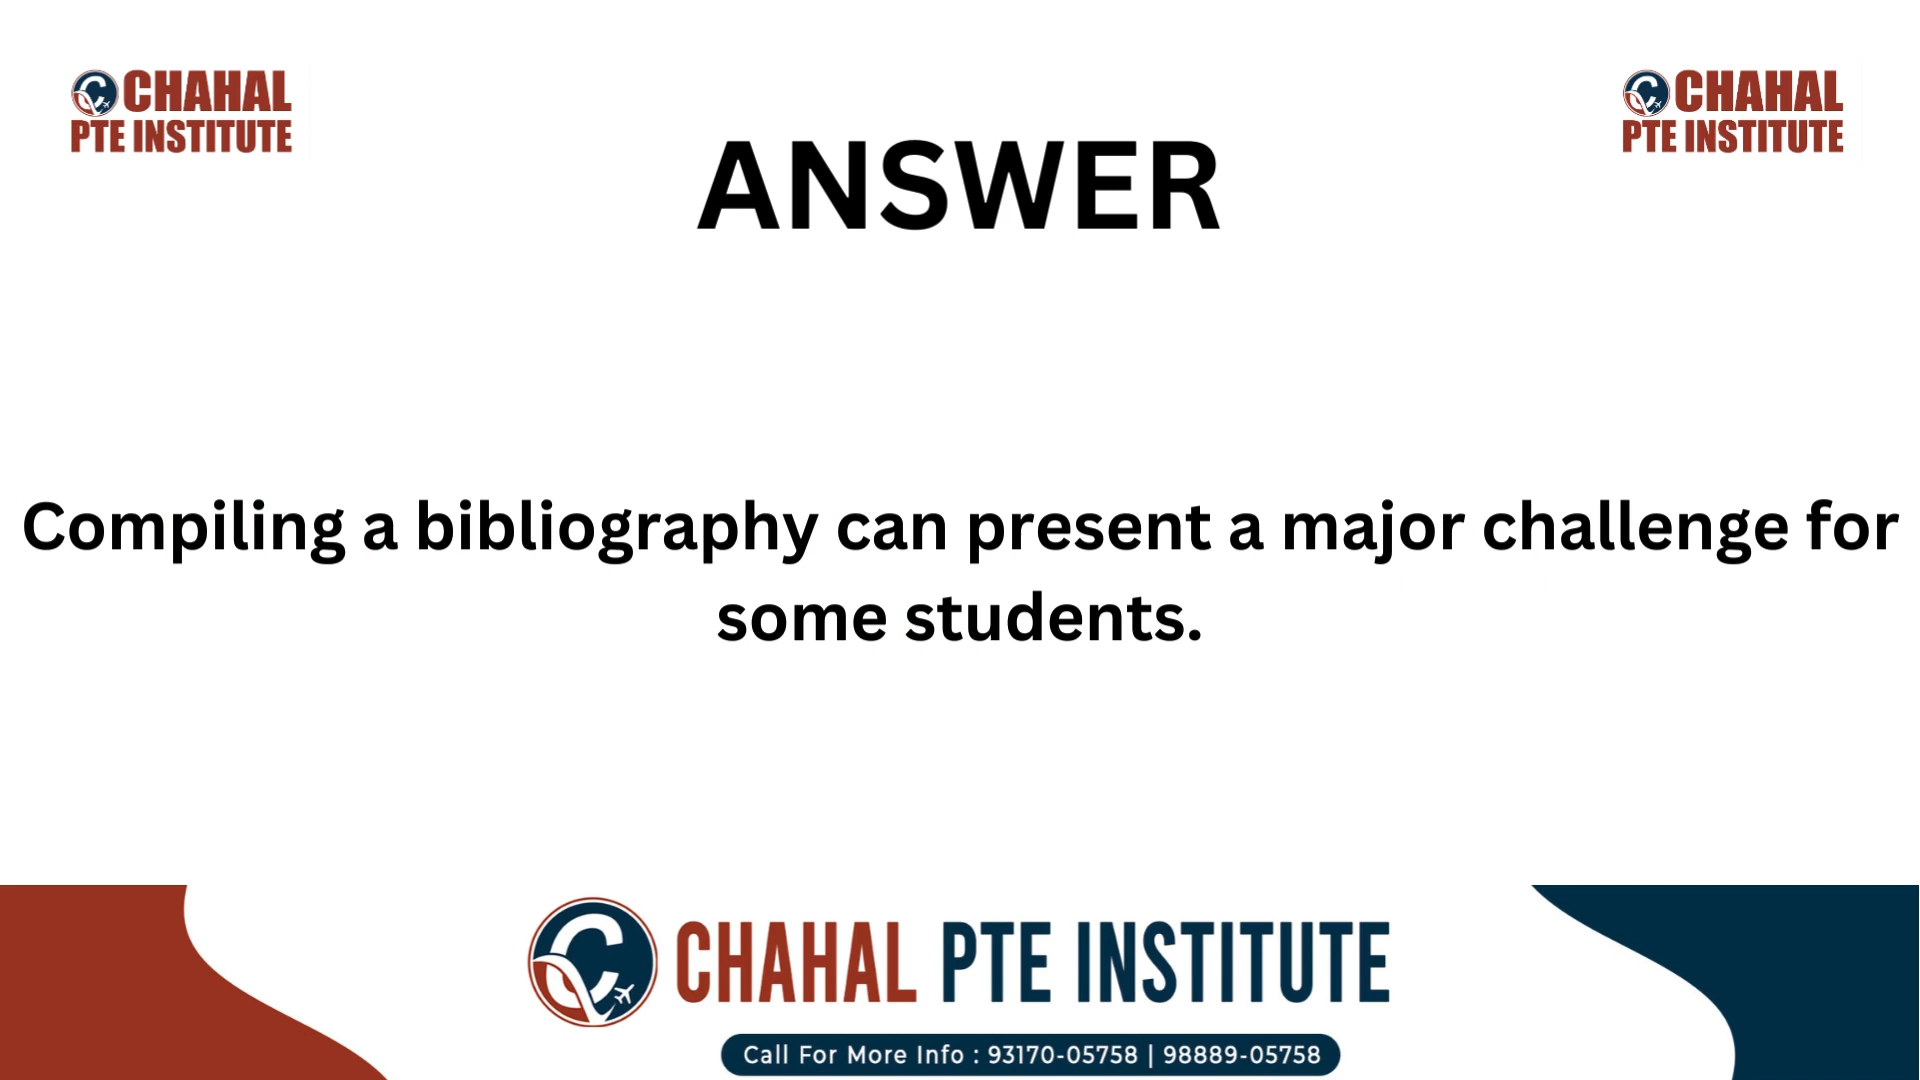 CHAHAL
PTE INSTITUTE
CHAHAL
PTE INSTITUTE
ANSWER
Compiling a bibliography can present a major challenge for
some students.
CHAHAL PTE INSTITUTE
Call For More Info : 93170-05758 | 98889-05758